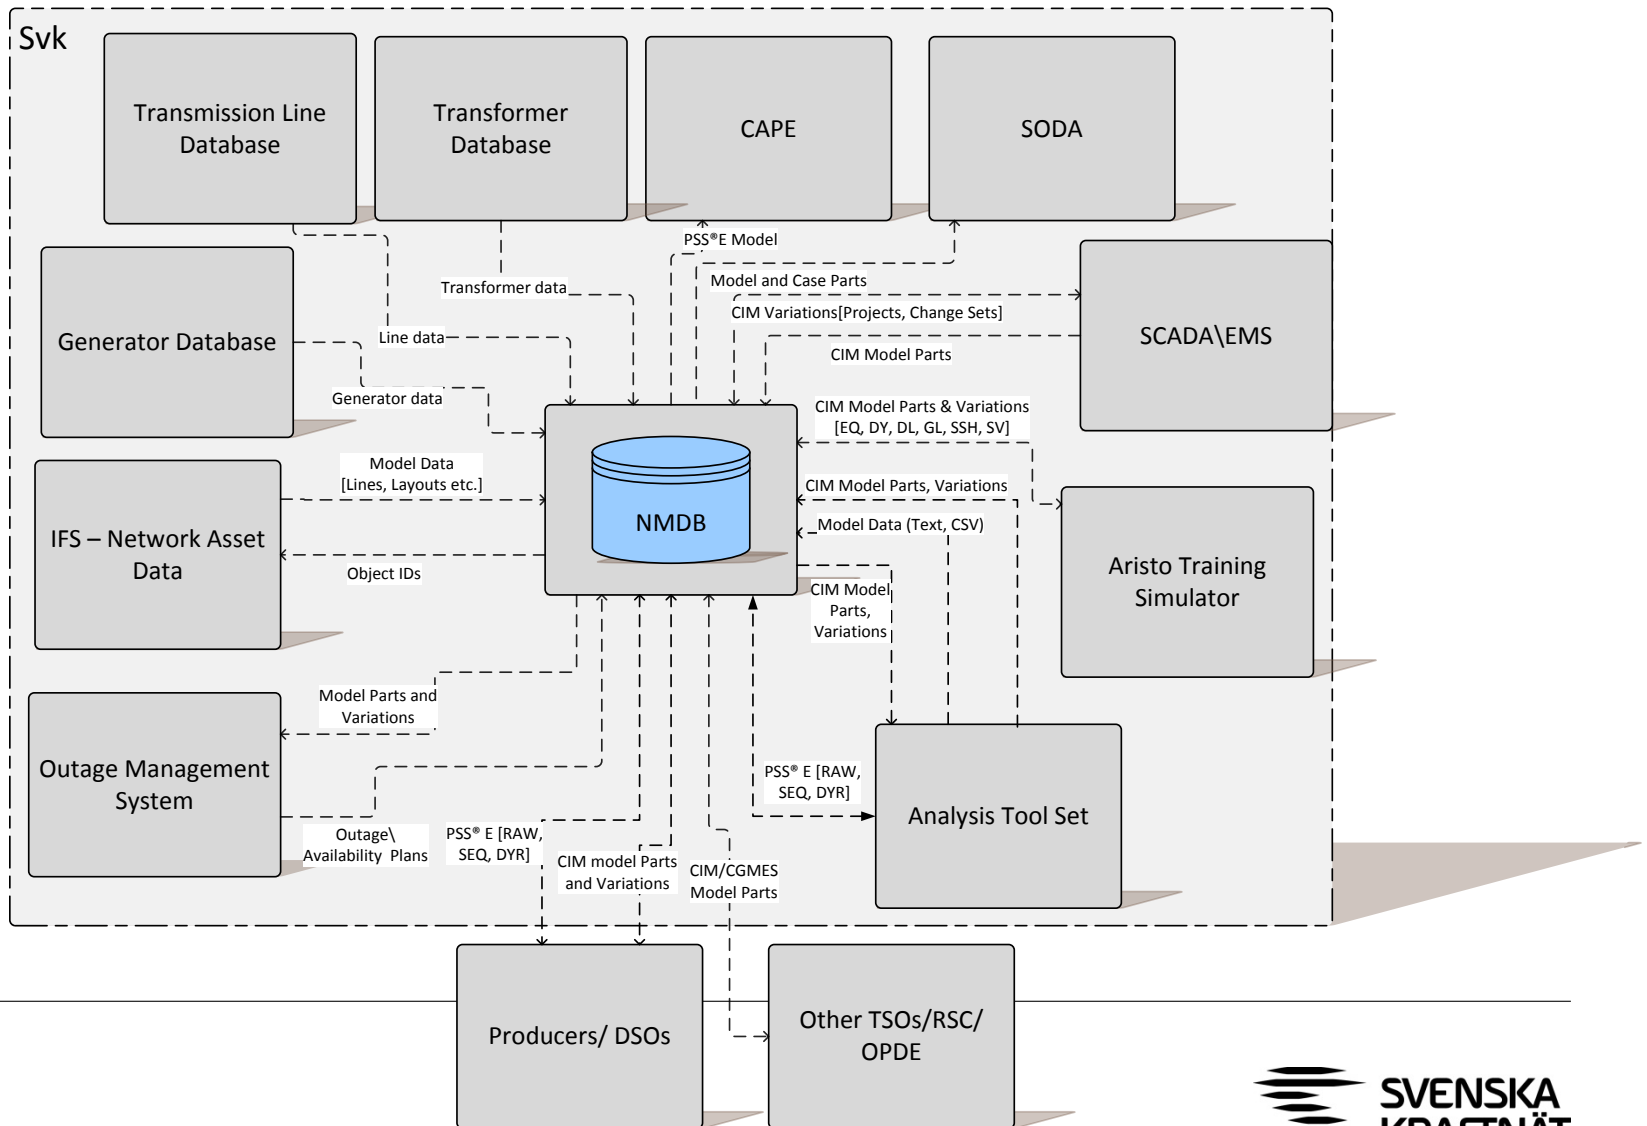 Svk
Transmission Line
Database
Transformer
Database
CAPE
SODA
PSS®E Model
Transformer data
Model and Case Parts
CIM Variations[Projects, Change Sets]
Generator Database
Line data
CIM Model Parts
SCADA\EMS
Generator data
CIM Model Parts & Variations
[EQ, DY, DL, GL, SSH, SV]
Model Data
[Lines, Layouts etc.]
CIM Model Parts, Variations
NMDB
Model Data (Text, CSV)
IFS – Network Asset
Data
Object IDs
Aristo Training
Simulator
CIM Model
Parts,
Variations
Model Parts and
Variations
Outage Management
System
PSS® E [RAW,
SEQ, DYR]
Analysis Tool Set
Outage\
Availability Plans
PSS® E [RAW,
SEQ, DYR]
CIM model Parts
and Variations
CIM/CGMES
Model Parts
Producers/ DSOs
Other TSOs/RSC/
OPDE
SVENSKA
KRAFTNÄT